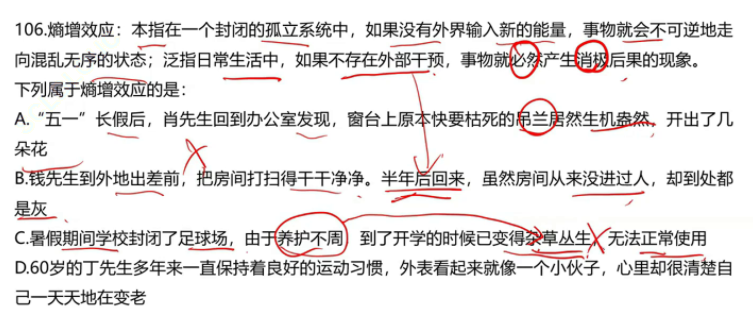 106.熵增效应：本指在一个封闭的孤立系统中，如果没有外界输入新的能量，事物就会不可逆地走
向混乱无序的状态；泛指日常生活中，如果不存在外部干预，事物就必然产生消极后果的现象。
下列属于熵增效应的是：
A.“五一”长假后，肖先生回到办公室发现，窗台上原本快要枯死的吊兰居然生机盎然，开出了几
朵花
B.钱先生到外地出差前，把房间打扫得干干净净。半年后回来，虽然房间从来没进过人，却到处都
是灰
C.暑假期间学校封闭了足球场，由于养护不周 到了开学的时候已变得杂草丛生，无法正常使用
D.60岁的丁先生多年来一直保持着良好的运动习惯，外表看起来就像一个小伙子，心里却很清楚自
己一天天地在变老